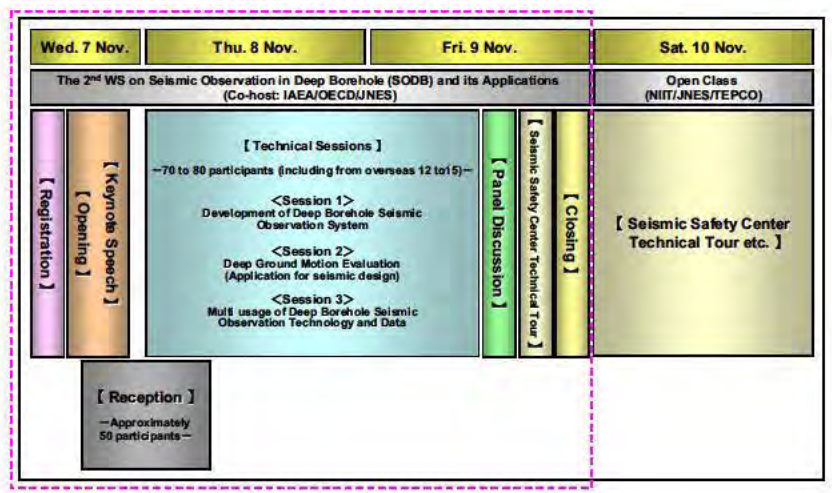 Wed. 7 Nov.
Thu. 8 Nov.
Fri. 9 Nov.
Sat. 10 Nov.
The 2nd WS on Seismic Observation in Deep Borehole (SODB) and its Applications
(Co-host: IAEA/OECD/JNES)
Open Class
(NIIT/JNES/TEPCO)
【 Registration 】
【 Keynote Speech 】
【 Opening 】
【 Technical Sessions 】
－70 to 80 participants (including from overseas 12 to15)－
＜Session 1＞
Development of Deep Borehole Seismic
Observation System
＜Session 2＞
Deep Ground Motion Evaluation
(Application for seismic design)
＜Session 3＞
Multi usage of Deep Borehole Seismic
Observation Technology and Data
【 Panel Discussion 】
【 Seismic Safety Center Technical Tour 】
【 Closing 】
【 Seismic Safety Center
Technical Tour etc. 】
【 Reception 】
－Approximately
50 participants－